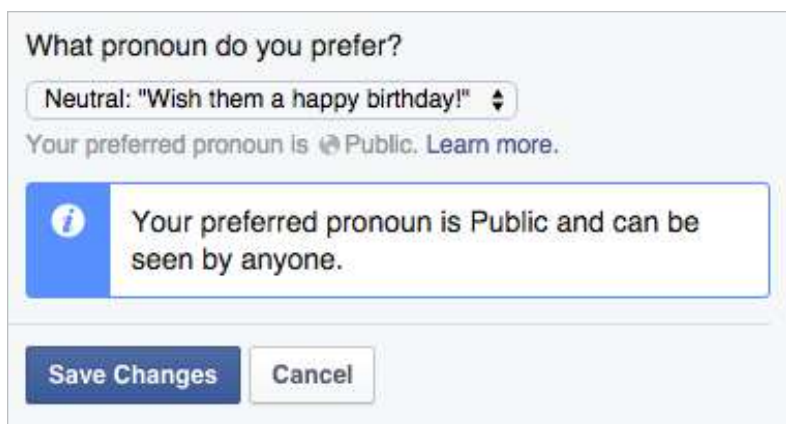 What pronoun do you prefer?
Neutral: "Wish them a happy birthday!"
Your preferred pronoun is Public. Learn more.
i
Your preferred pronoun is Public and can be
seen by anyone.
Save Changes Cancel